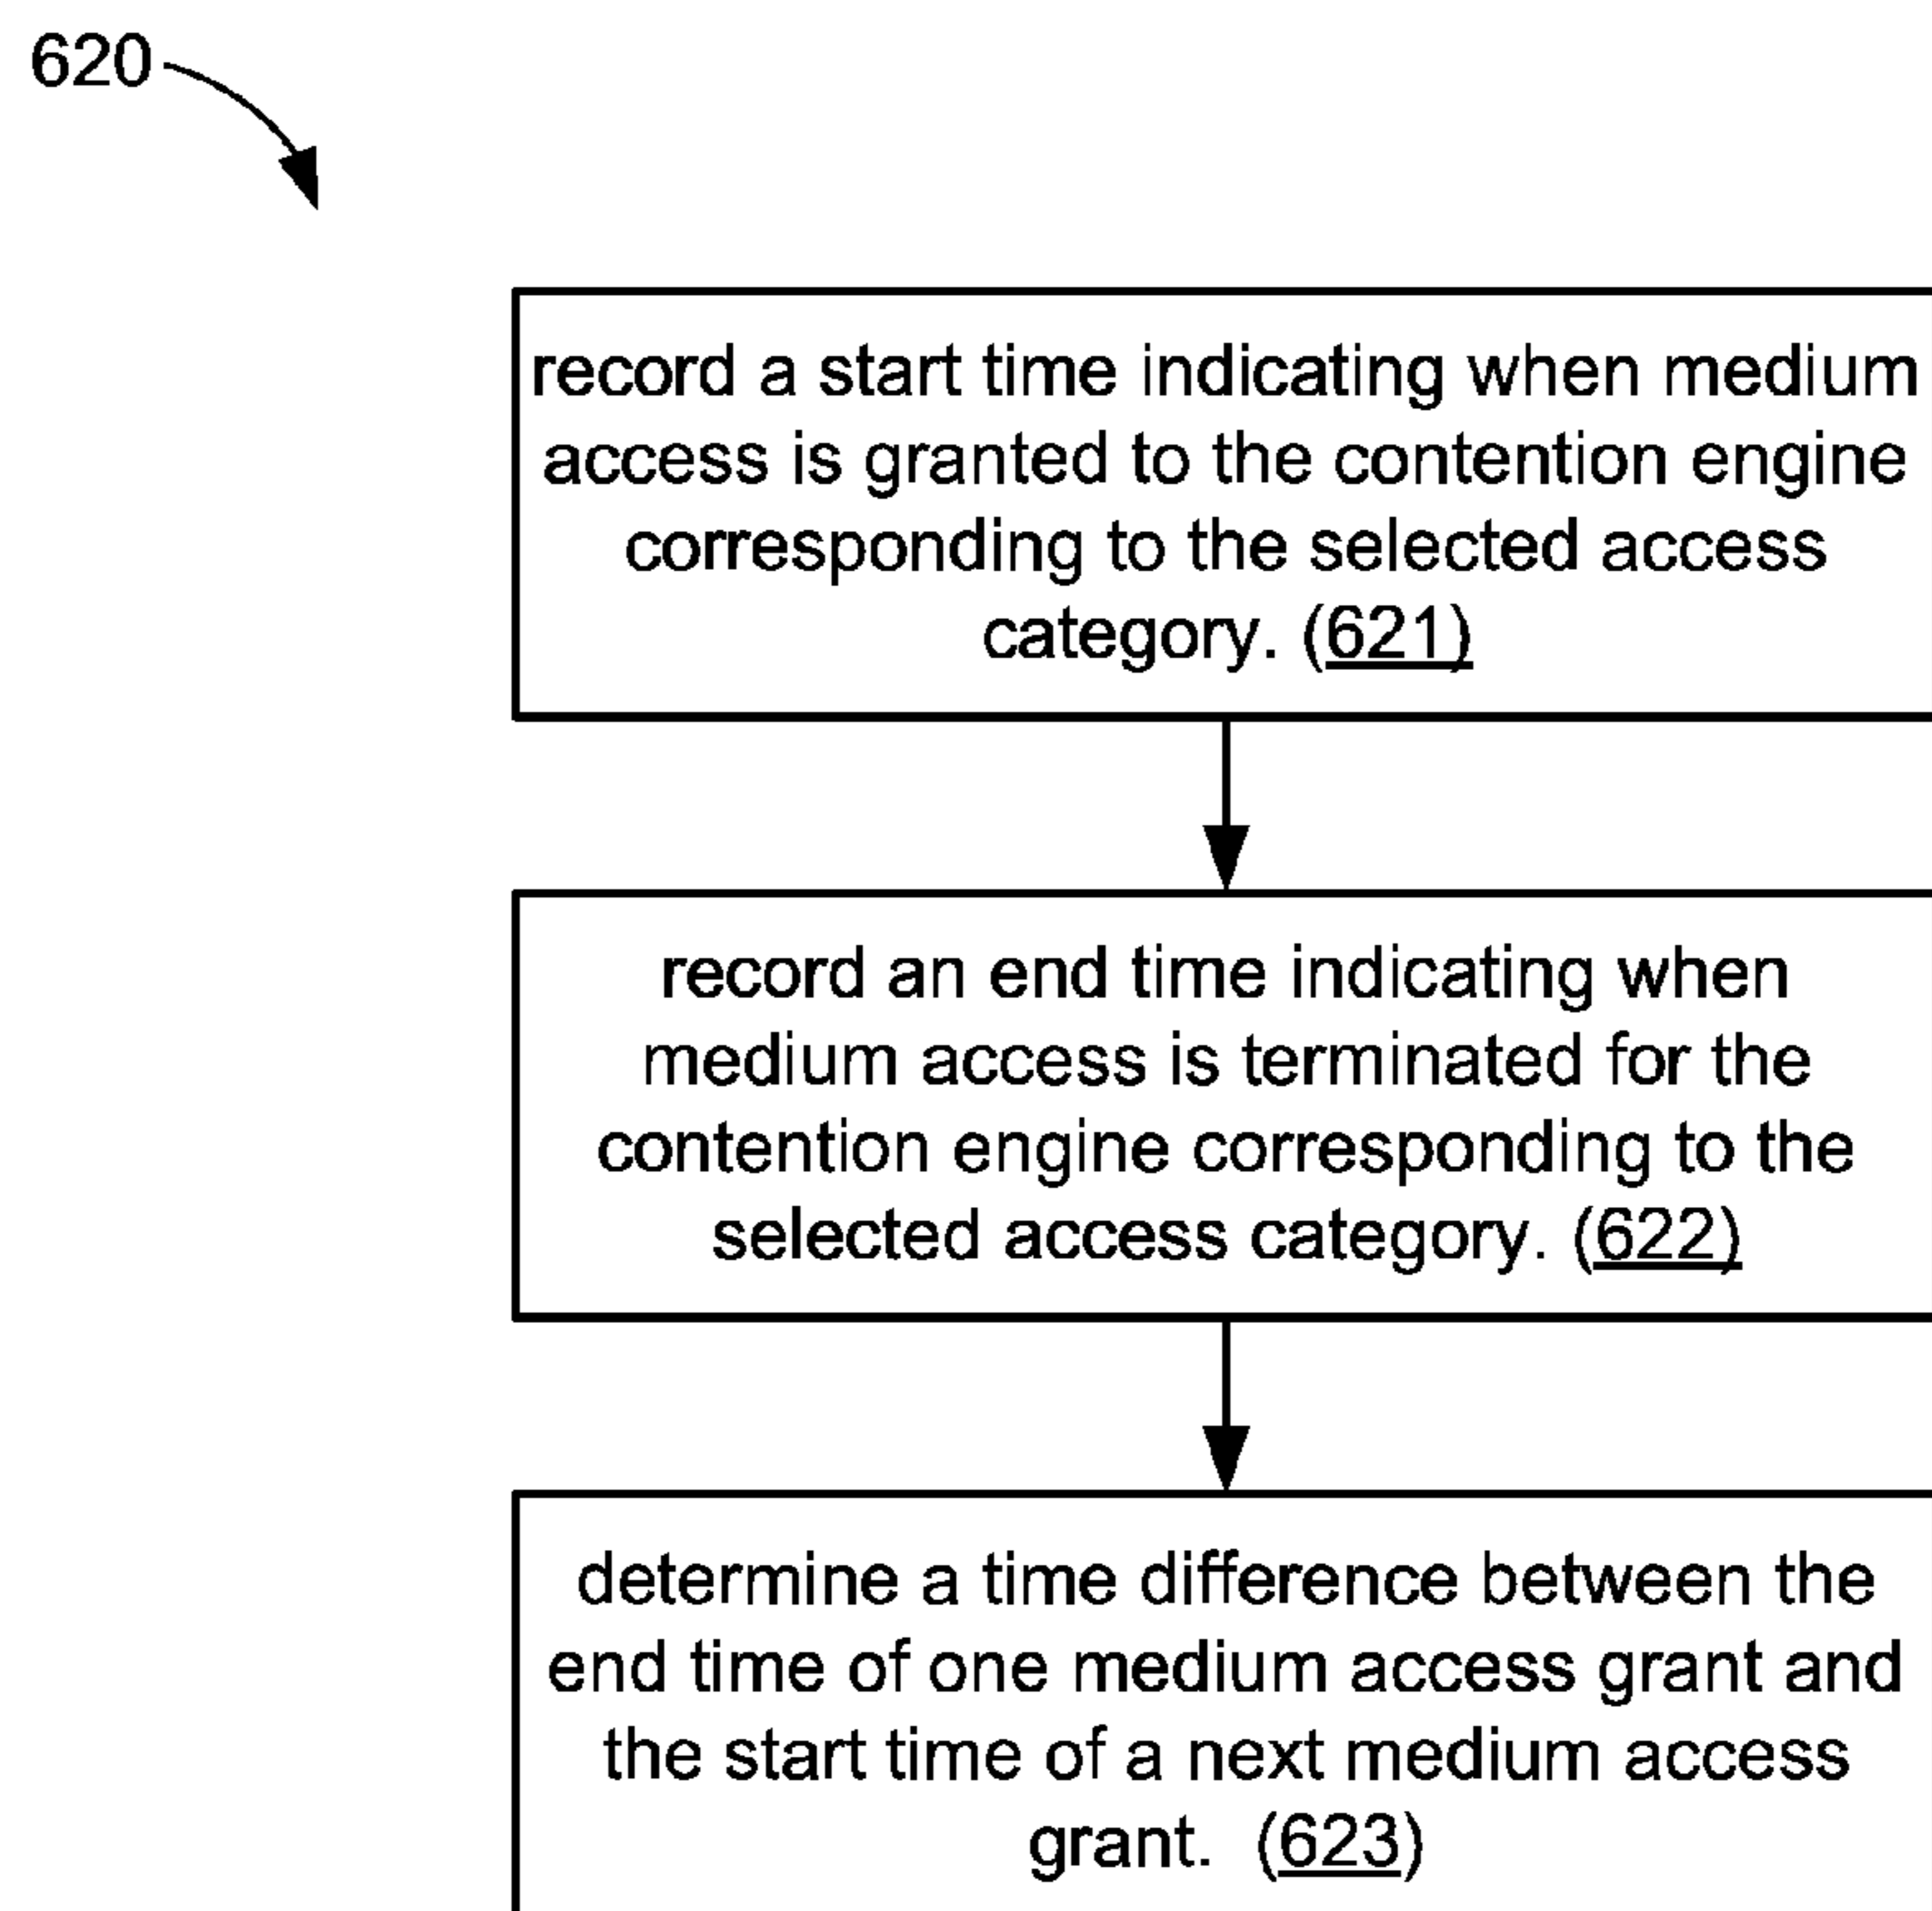 620
record a start time indicating when medium
access is granted to the contention engine
corresponding to the selected access
category. (621)
record an end time indicating when
medium access is terminated for the
contention engine corresponding to the
selected access category. (622)
determine a time difference between the
end time of one medium access grant and
the start time of a next medium access
grant. (623)